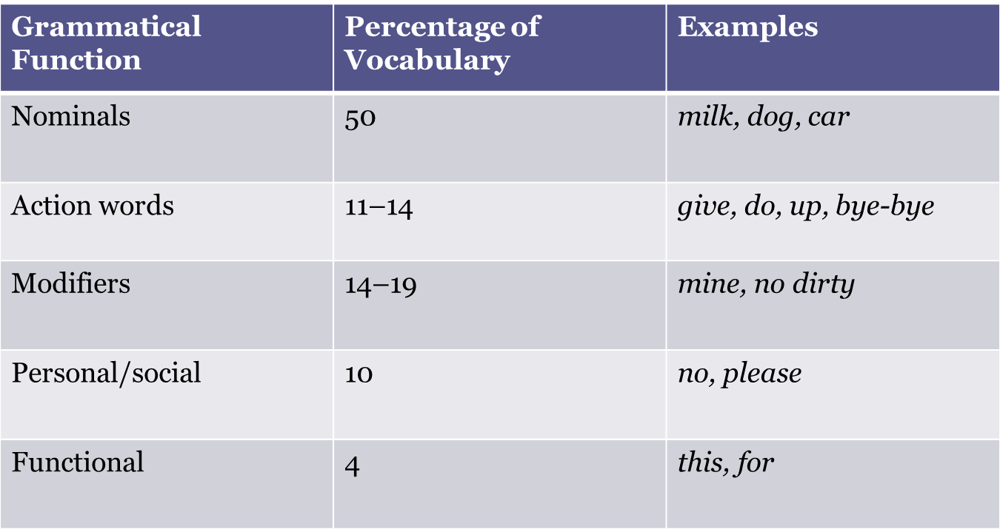 Grammatical Function Percentage of Vocabulary Examples
Nominals 50 milk, dog, car
Action words 11–14 give, do, up, bye-bye
Modifiers 14–19 mine, no dirty
Personal/social 10 no, please
Functional 4 this, for